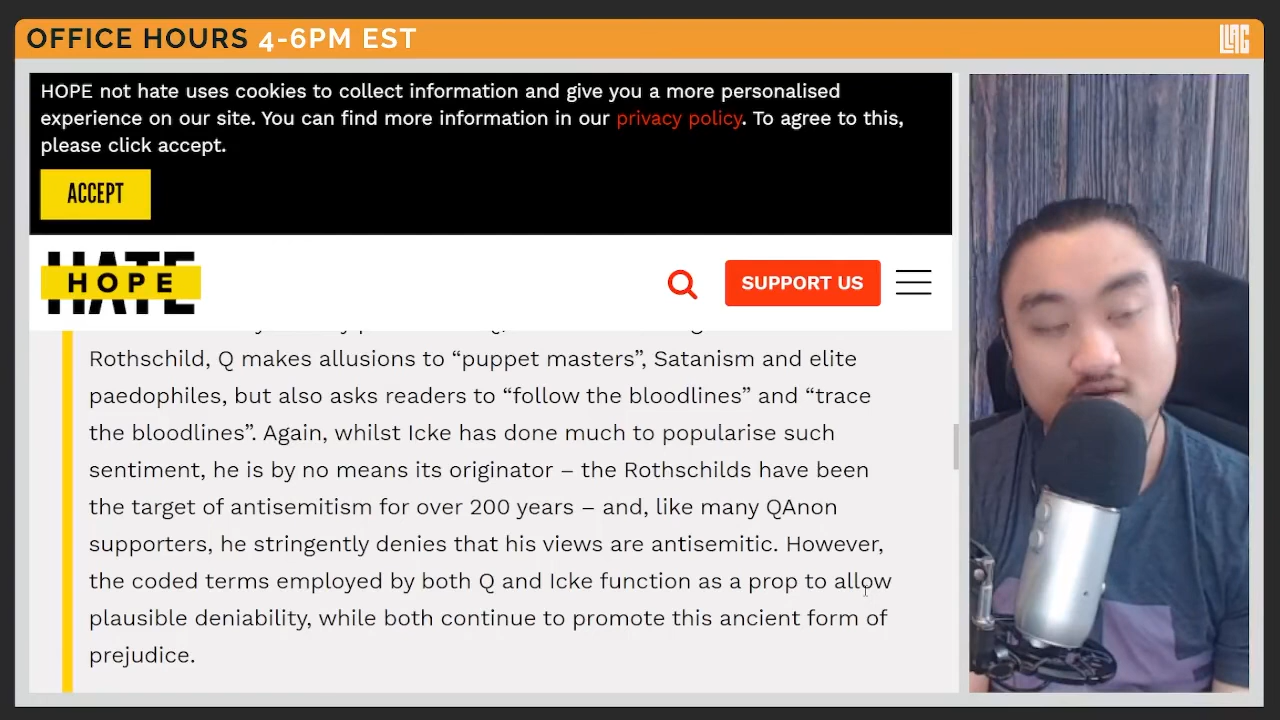 OFFICE HOURS 4-6PM EST
HOPE not hate uses cookies to collect information and give you a more personalised
experience on our site. You can find more information in our privacy policy. To agree to this,
please click accept.
ACCEPT
HATE
HOPE
SUPPORT US
Rothschild, Q makes allusions to “puppet masters”, Satanism and elite
paedophiles, but also asks readers to “follow the bloodlines” and “trace
the bloodlines”. Again, whilst Icke has done much to popularise such
sentiment, he is by no means its originator – the Rothschilds have been
the target of antisemitism for over 200 years – and, like many QAnon
supporters, he stringently denies that his views are antisemitic. However,
the coded terms employed by both Q and Icke function as a prop to allow
plausible deniability, while both continue to promote this ancient form of
prejudice.